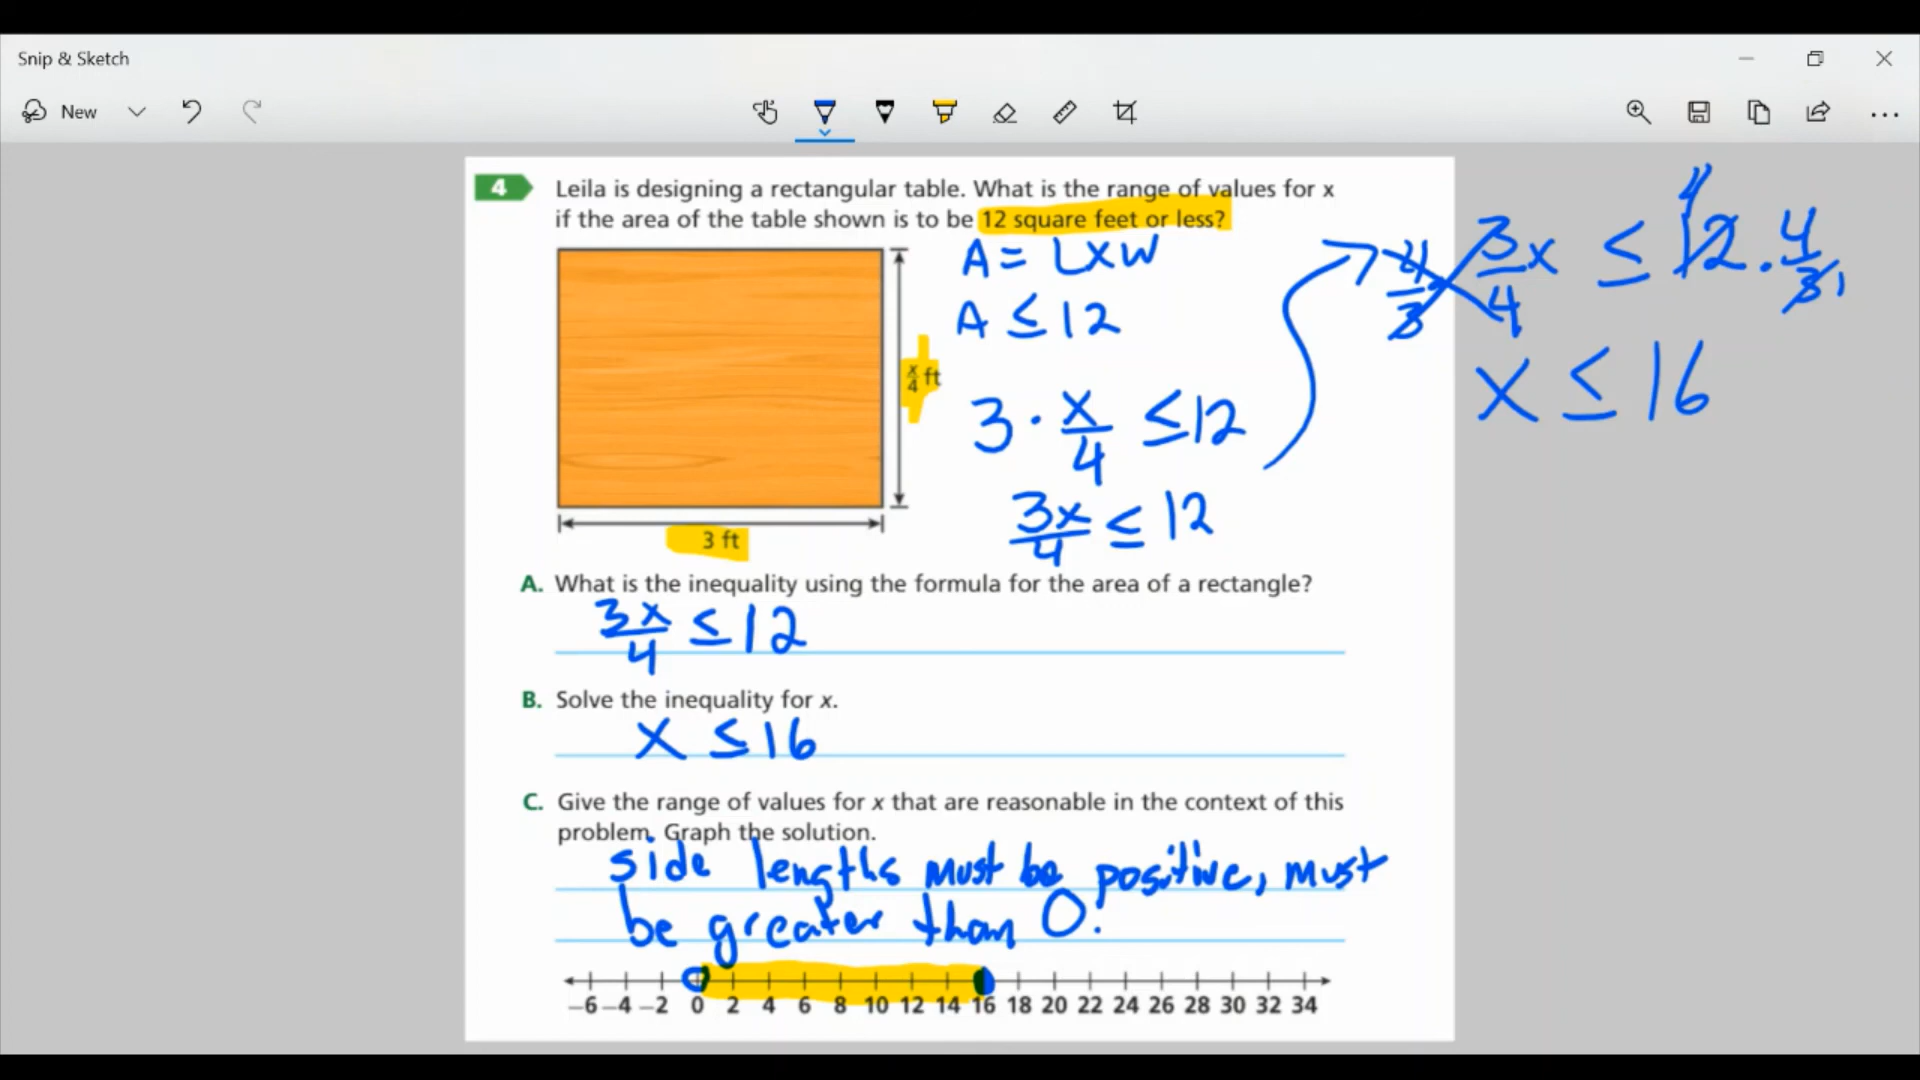 Snip & Sketch
New
4
Leila is designing a rectangular table. What is the range of values for x
if the area of the table shown is to be 12 square feet or less?
A = L X W
A ≤ 12
x/4 ft
3 · x/4 ≤ 12
3x/4 ≤ 12
3 ft
4/3 · 3/4 x ≤ 12 · 4/3
4
1
x ≤ 16
A. What is the inequality using the formula for the area of a rectangle?
3x/4 ≤ 12
B. Solve the inequality for x.
x ≤ 16
C. Give the range of values for x that are reasonable in the context of this
problem. Graph the solution.
side lengths must be positive, must
be greater than 0.
−6 −4 −2 0 2 4 6 8 10 12 14 16 18 20 22 24 26 28 30 32 34